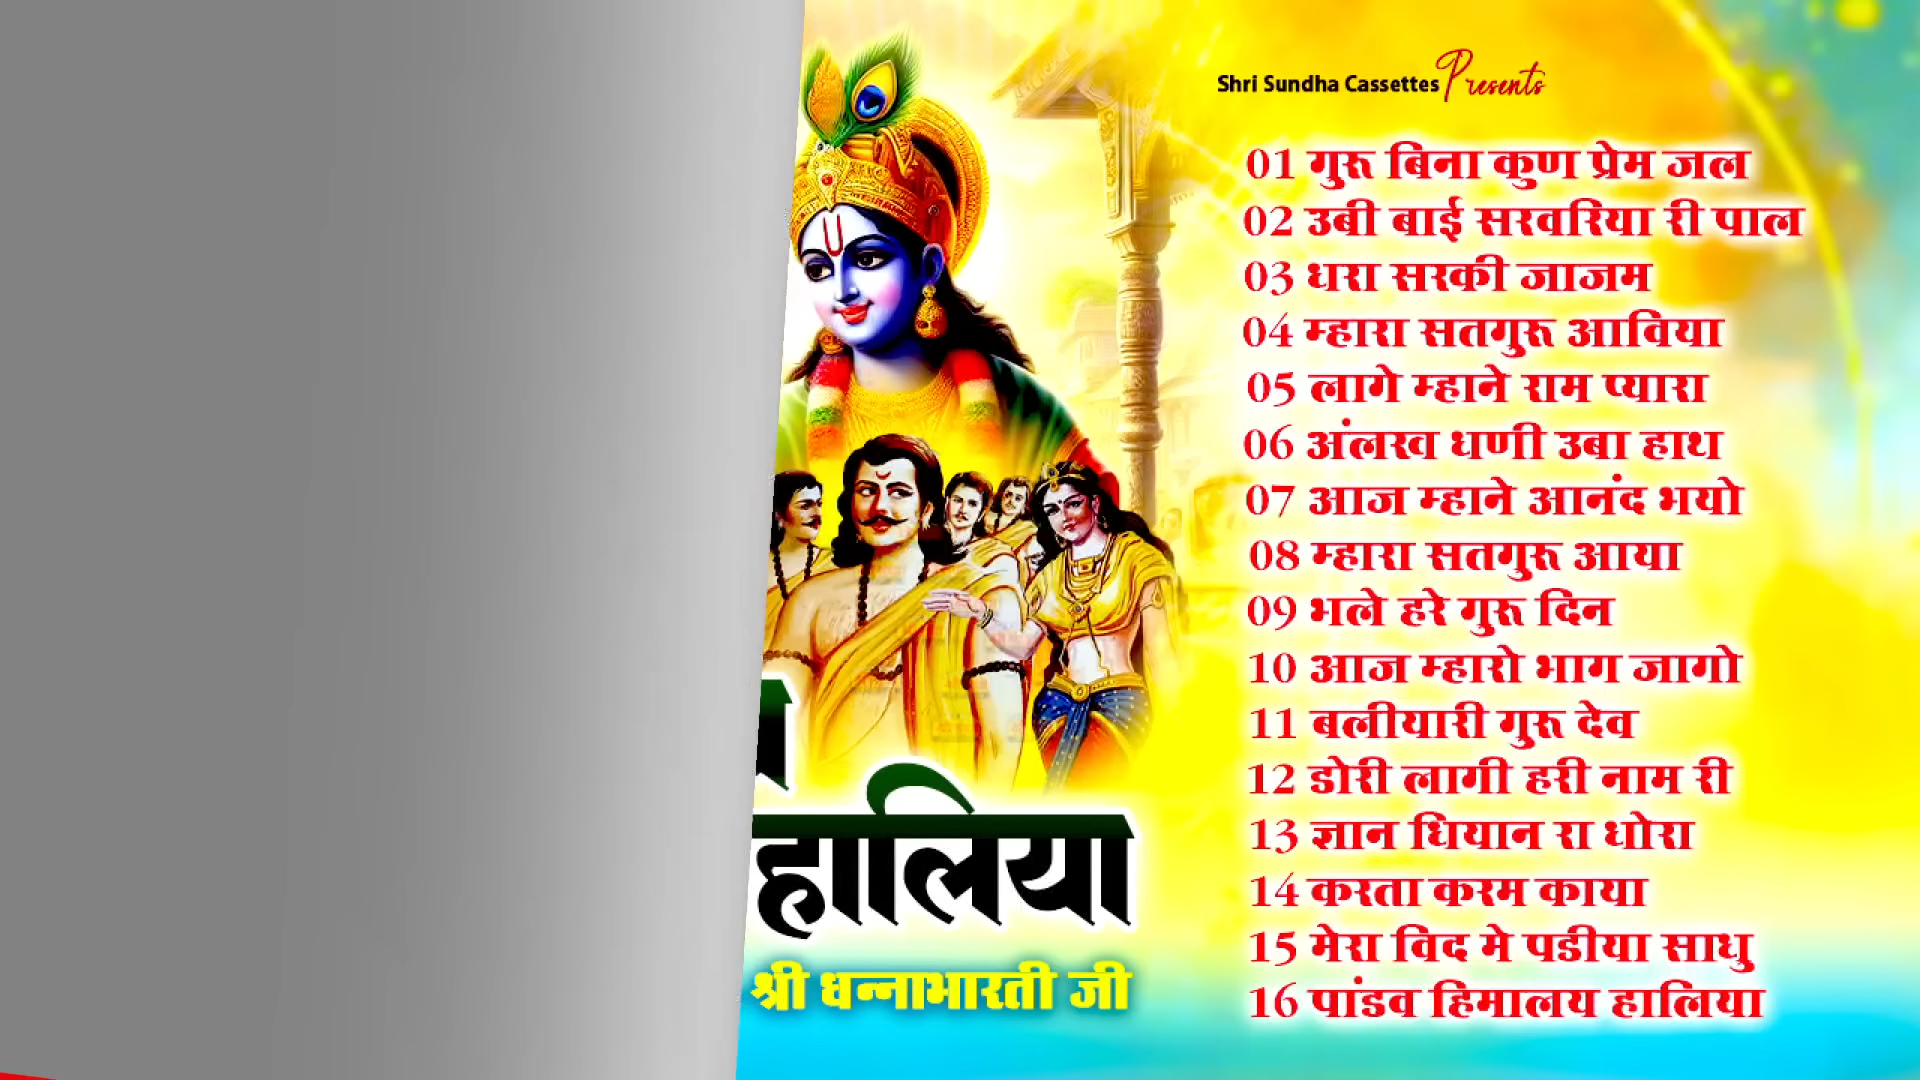 Shri Sundha Cassettes Presents
01 गुरू बिना कुण प्रेम जल
02 उबी बाई सरवरिया री पाल
03 धरा सरकी जाजम
04 म्हारा सतगुरू आविया
05 लागे म्हाने राम प्यारा
06 अंलख धणी उबा हाथ
07 आज म्हाने आनंद भयो
08 म्हारा सतगुरू आया
09 भले हरे गुरू दिन
10 आज म्हारो भाग जागो
11 बलीयारी गुरू देव
12 डोरी लागी हरी नाम री
13 ज्ञान धियान रा धोरा
14 करता करम काया
15 मेरा विद मे पडीया साधु
16 पांडव हिमालय हालिया
हालिया
श्री धन्नाभारती जी